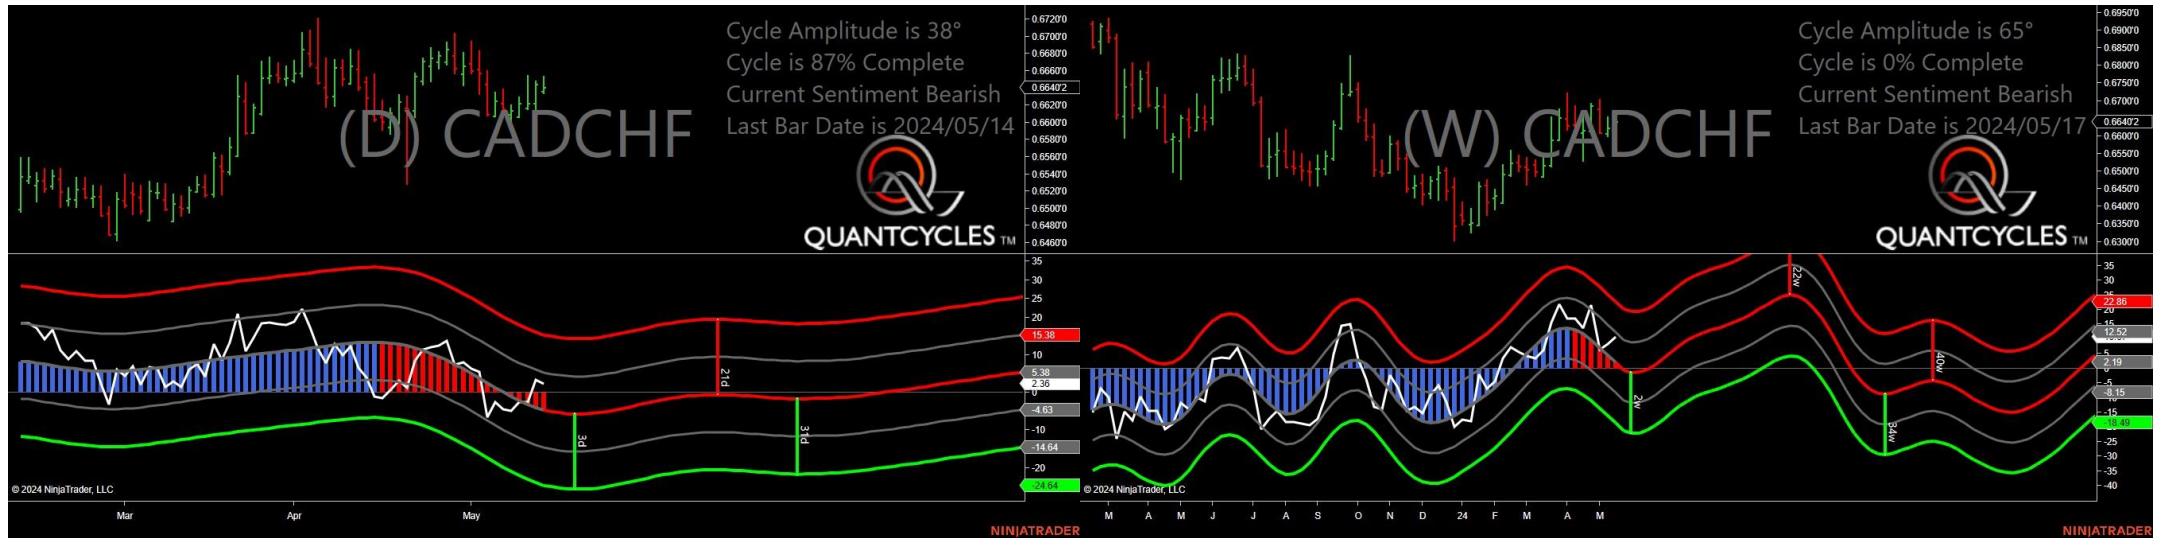 Cycle Amplitude is 38°
Cycle is 87% Complete
Current Sentiment Bearish
Last Bar Date is 2024/05/14
(D) CADCHF
QUANTCYCLES TM
0.6720'0
0.6700'0
0.6680'0
0.6660'0
0.6640'2
0.6620'0
0.6600'0
0.6580'0
0.6560'0
0.6540'0
0.6520'0
0.6500'0
0.6480'0
0.6460'0
35
30
25
20
15.38
10
5.38
2.36
0
-4.63
-10
-14.64
-20
-24.64
21d
3d
31d
© 2024 NinjaTrader, LLC
Mar
Apr
May
NINJATRADER
Cycle Amplitude is 65°
Cycle is 0% Complete
Current Sentiment Bearish
Last Bar Date is 2024/05/17
(W) CADCHF
QUANTCYCLES TM
0.6950'0
0.6900'0
0.6850'0
0.6800'0
0.6750'0
0.6700'0
0.6640'2
0.6600'0
0.6550'0
0.6500'0
0.6450'0
0.6400'0
0.6350'0
0.6300'0
35
30
22.86
20
12.52
5
2.19
-5
-8.15
-15
-18.49
-25
-30
-35
-40
22w
40w
2w
34w
© 2024 NinjaTrader, LLC
M A M J J A S O N D 24 F M A M
NINJATRADER